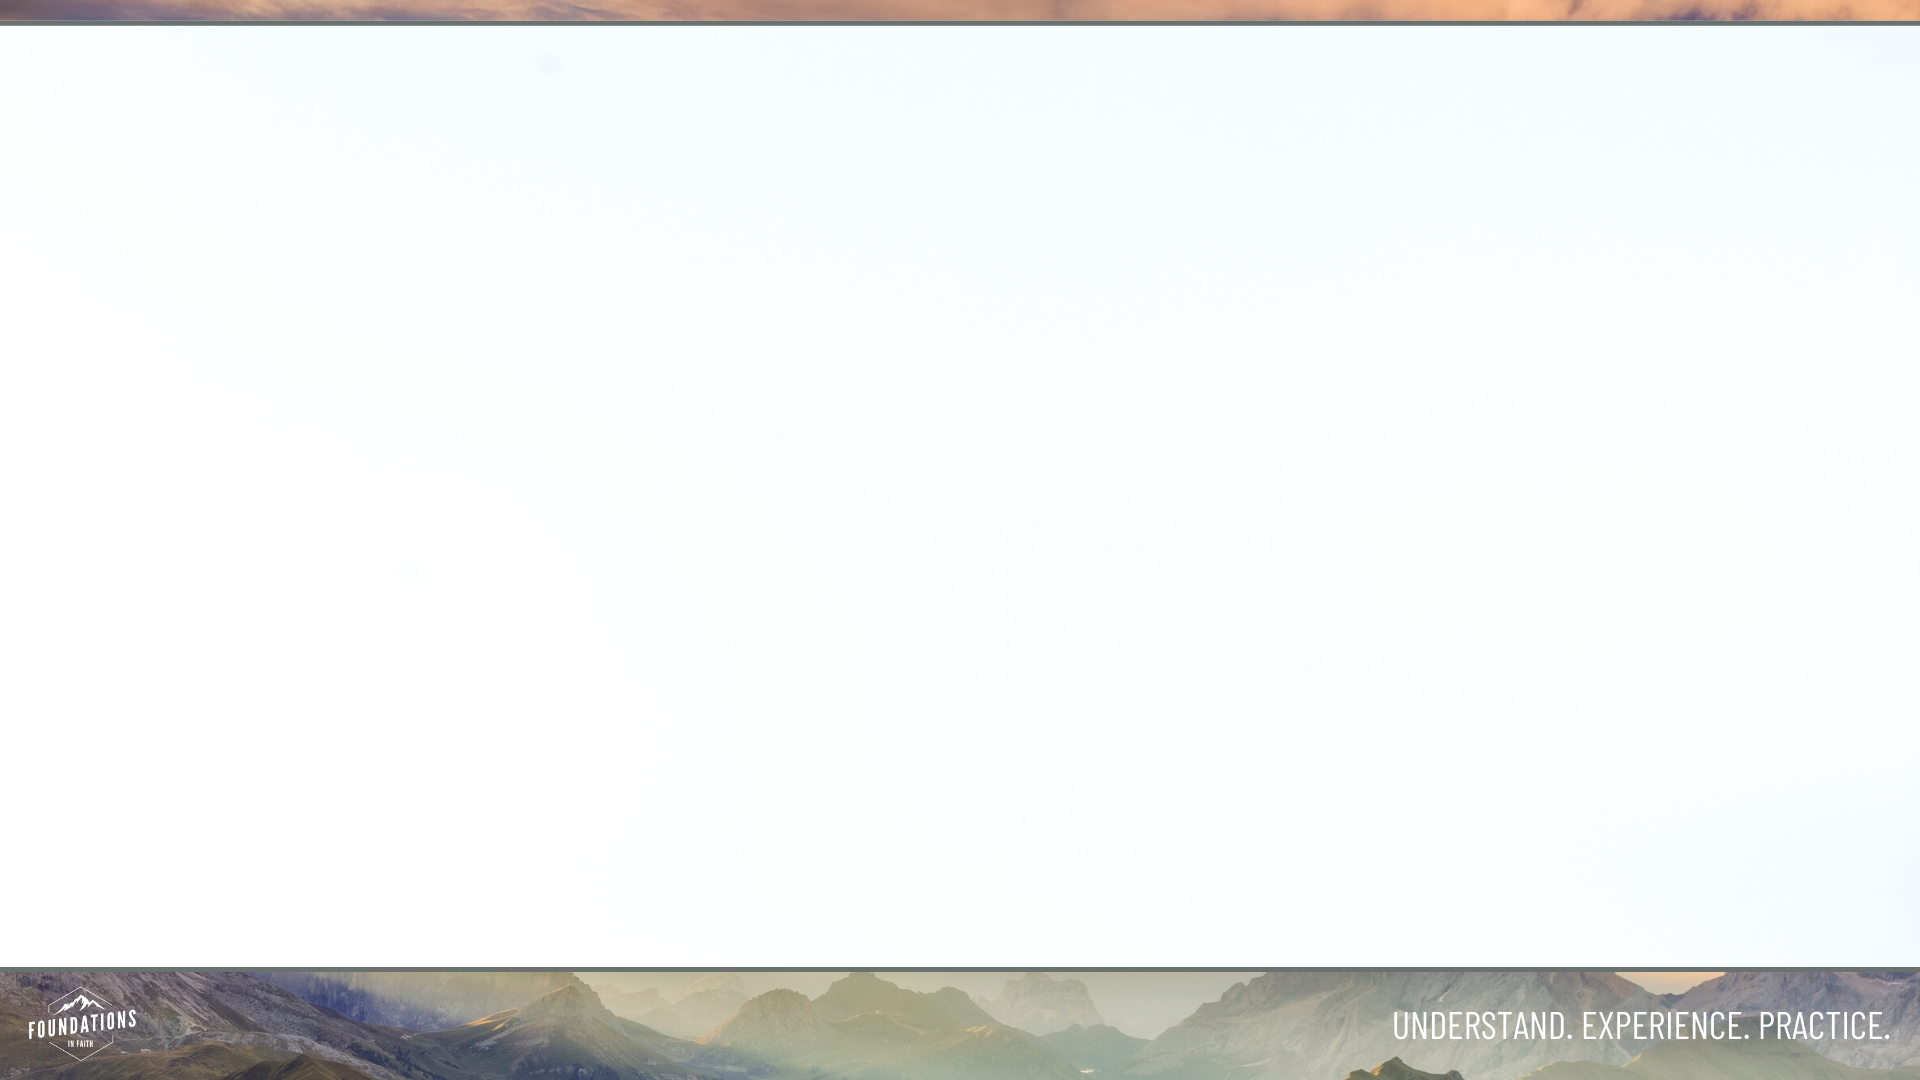 FOUNDATIONS
IN FAITH
UNDERSTAND. EXPERIENCE. PRACTICE.